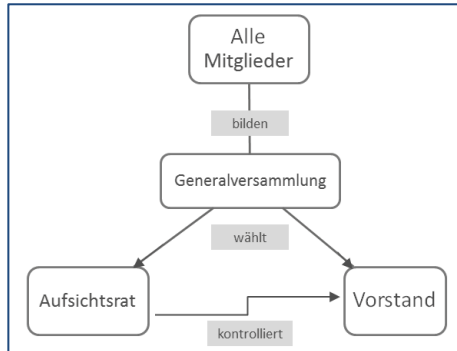 Alle
Mitglieder
bilden
Generalversammlung
wählt
Aufsichtsrat
Vorstand
kontrolliert